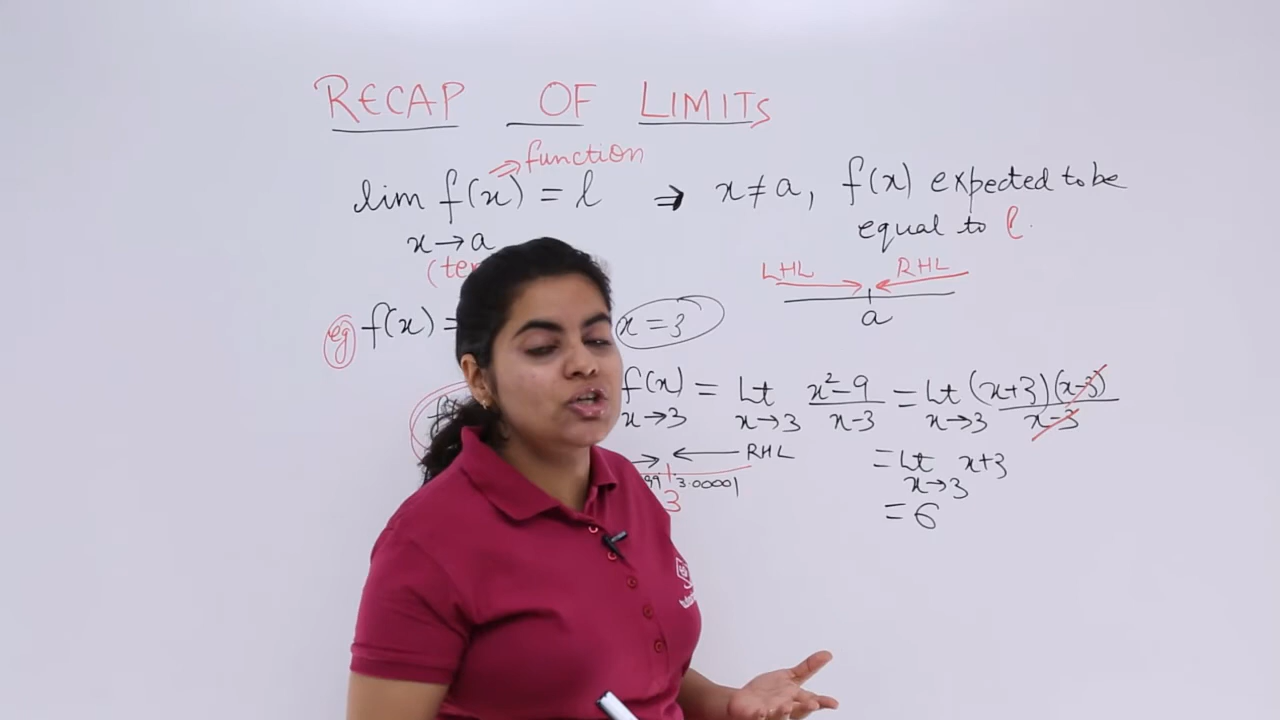 RECAP OF LIMITS
⇒ function
lim f(x) = l ⇒ x ≠ a, f(x) expected to be
x → a equal to l.
LHL RHL
a
eg f(x) = x = 3
f(x) = Lt x²-9 / x-3 = Lt (x+3)(x-3) / x-3
x→3 x→3 x→3
→ ← RHL
3.00001
3
= Lt x+3
x→3
= 6